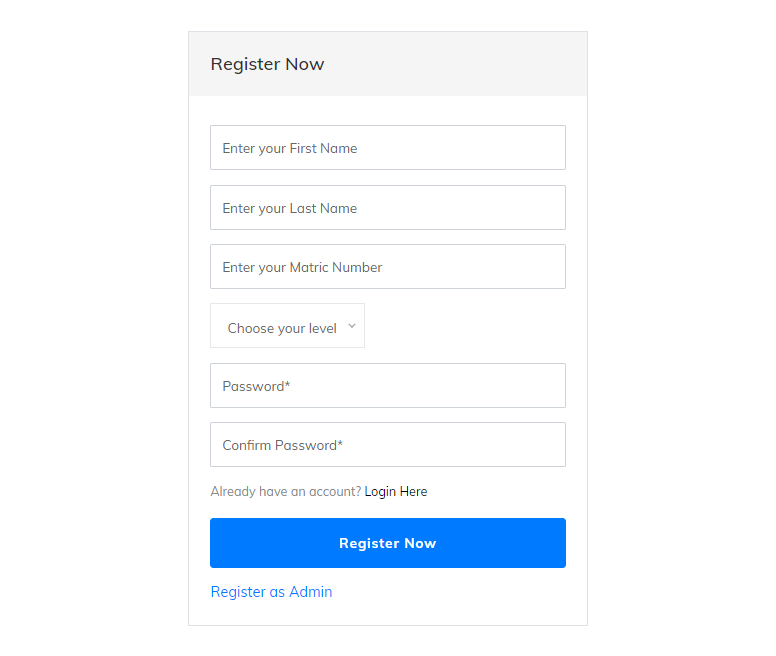 Register Now
Enter your First Name
Enter your Last Name
Enter your Matric Number
Choose your level
Password*
Confirm Password*
Already have an account? Login Here
Register Now
Register as Admin